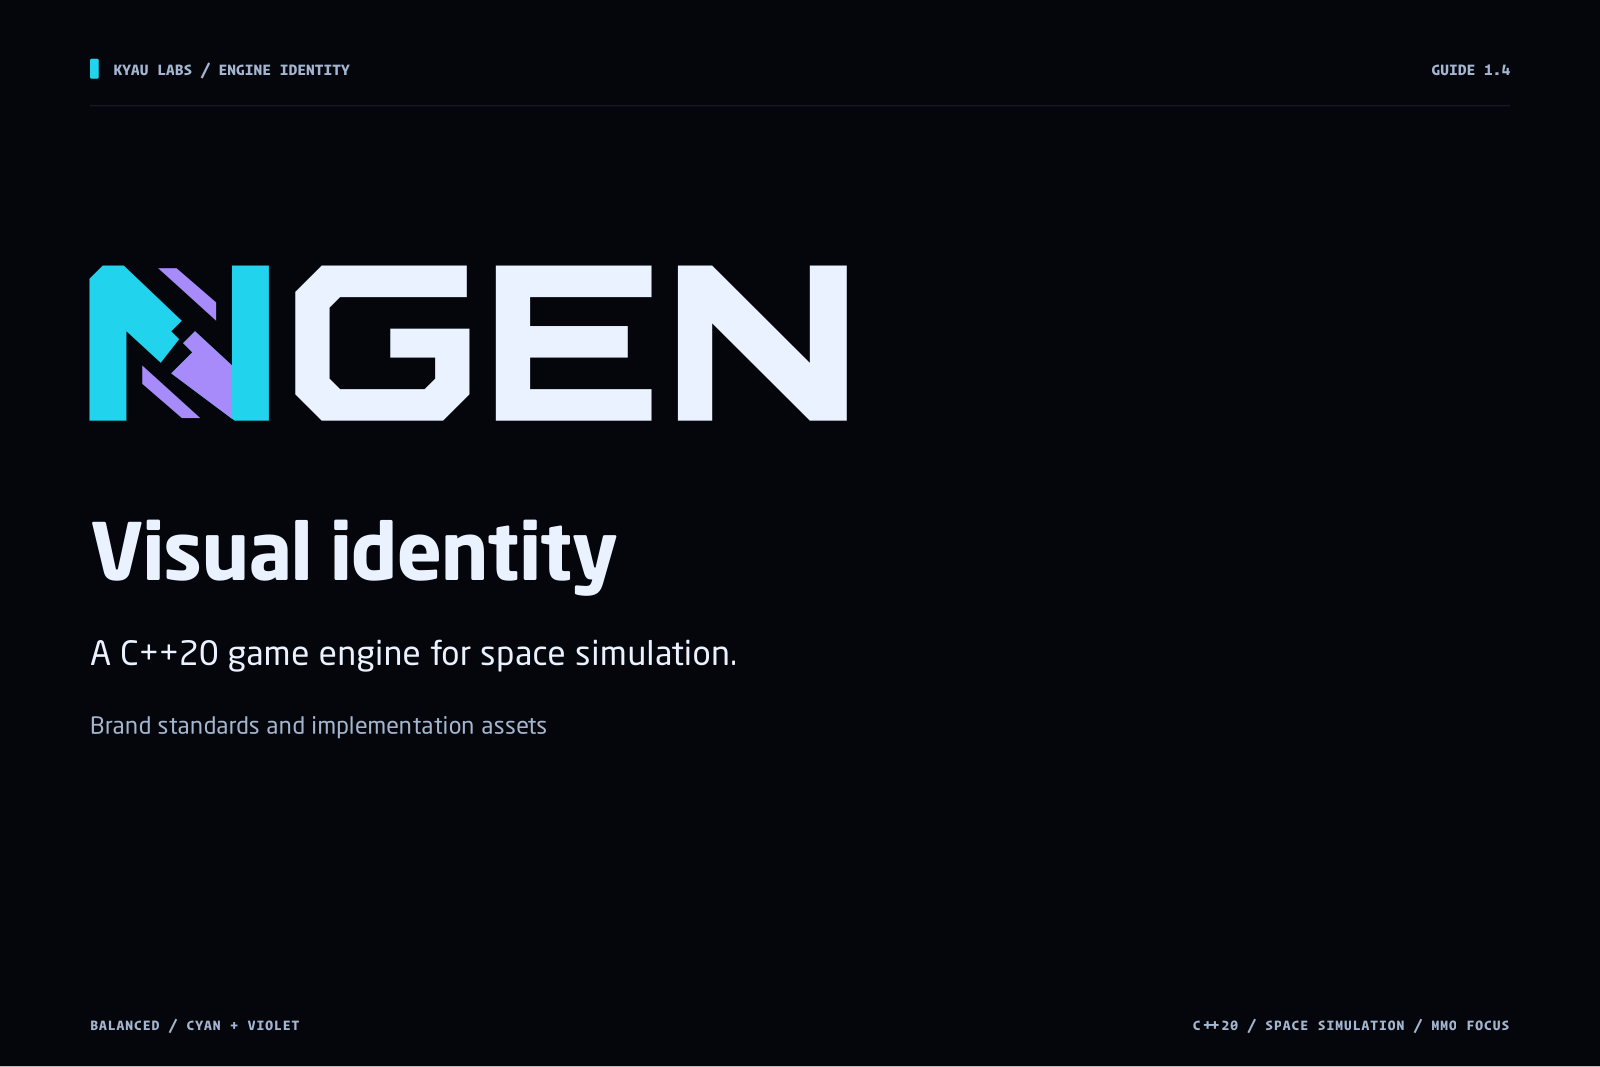 KYAU LABS / ENGINE IDENTITY
GUIDE 1.4
NGEN
Visual identity
A C++20 game engine for space simulation.
Brand standards and implementation assets
BALANCED / CYAN + VIOLET
C++20 / SPACE SIMULATION / MMO FOCUS